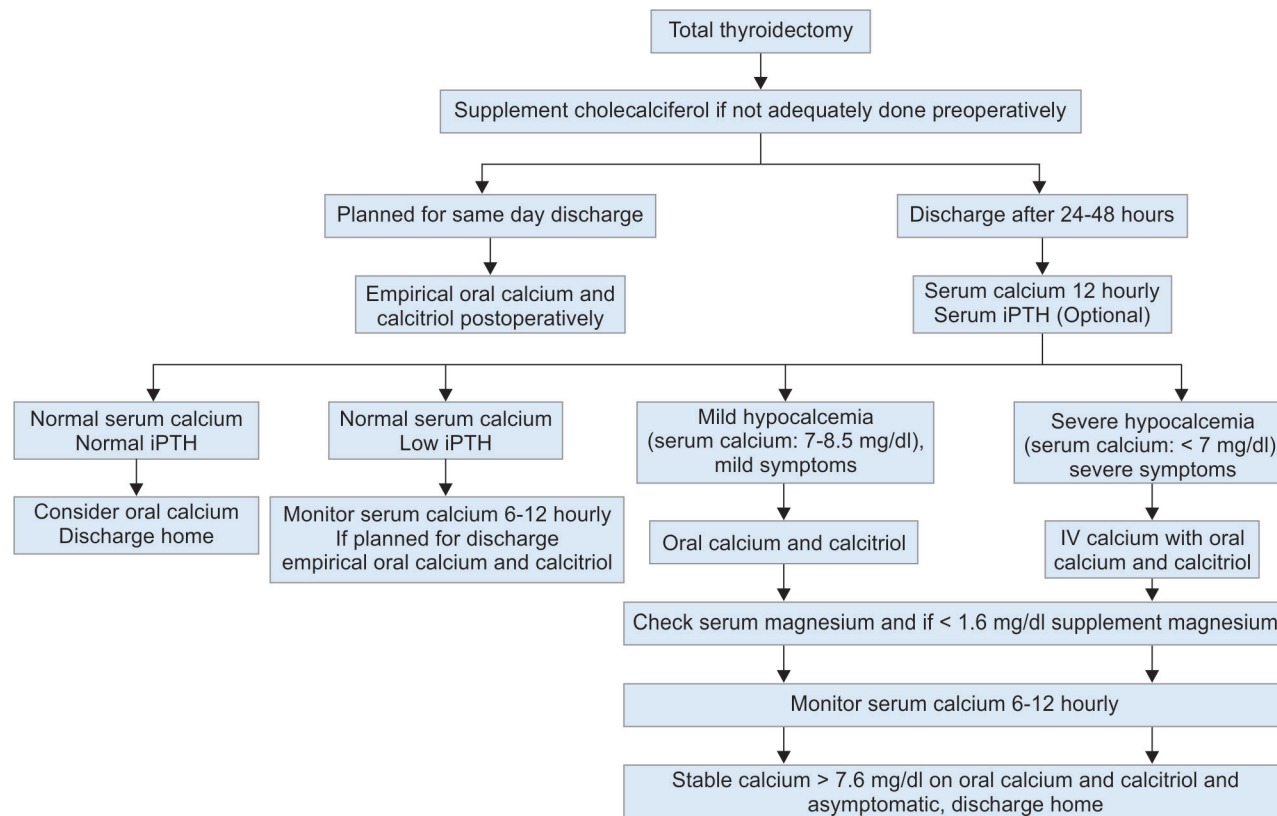 Total thyroidectomy
Supplement cholecalciferol if not adequately done preoperatively
Planned for same day discharge
Discharge after 24-48 hours
Empirical oral calcium and
calcitriol postoperatively
Serum calcium 12 hourly
Serum iPTH (Optional)
Normal serum calcium
Normal iPTH
Normal serum calcium
Low iPTH
Mild hypocalcemia
(serum calcium: 7-8.5 mg/dl),
mild symptoms
Severe hypocalcemia
(serum calcium: < 7 mg/dl)
severe symptoms
Consider oral calcium
Discharge home
Monitor serum calcium 6-12 hourly
If planned for discharge
empirical oral calcium and calcitriol
Oral calcium and calcitriol
IV calcium with oral
calcium and calcitriol
Check serum magnesium and if < 1.6 mg/dl supplement magnesium
Monitor serum calcium 6-12 hourly
Stable calcium > 7.6 mg/dl on oral calcium and calcitriol and
asymptomatic, discharge home